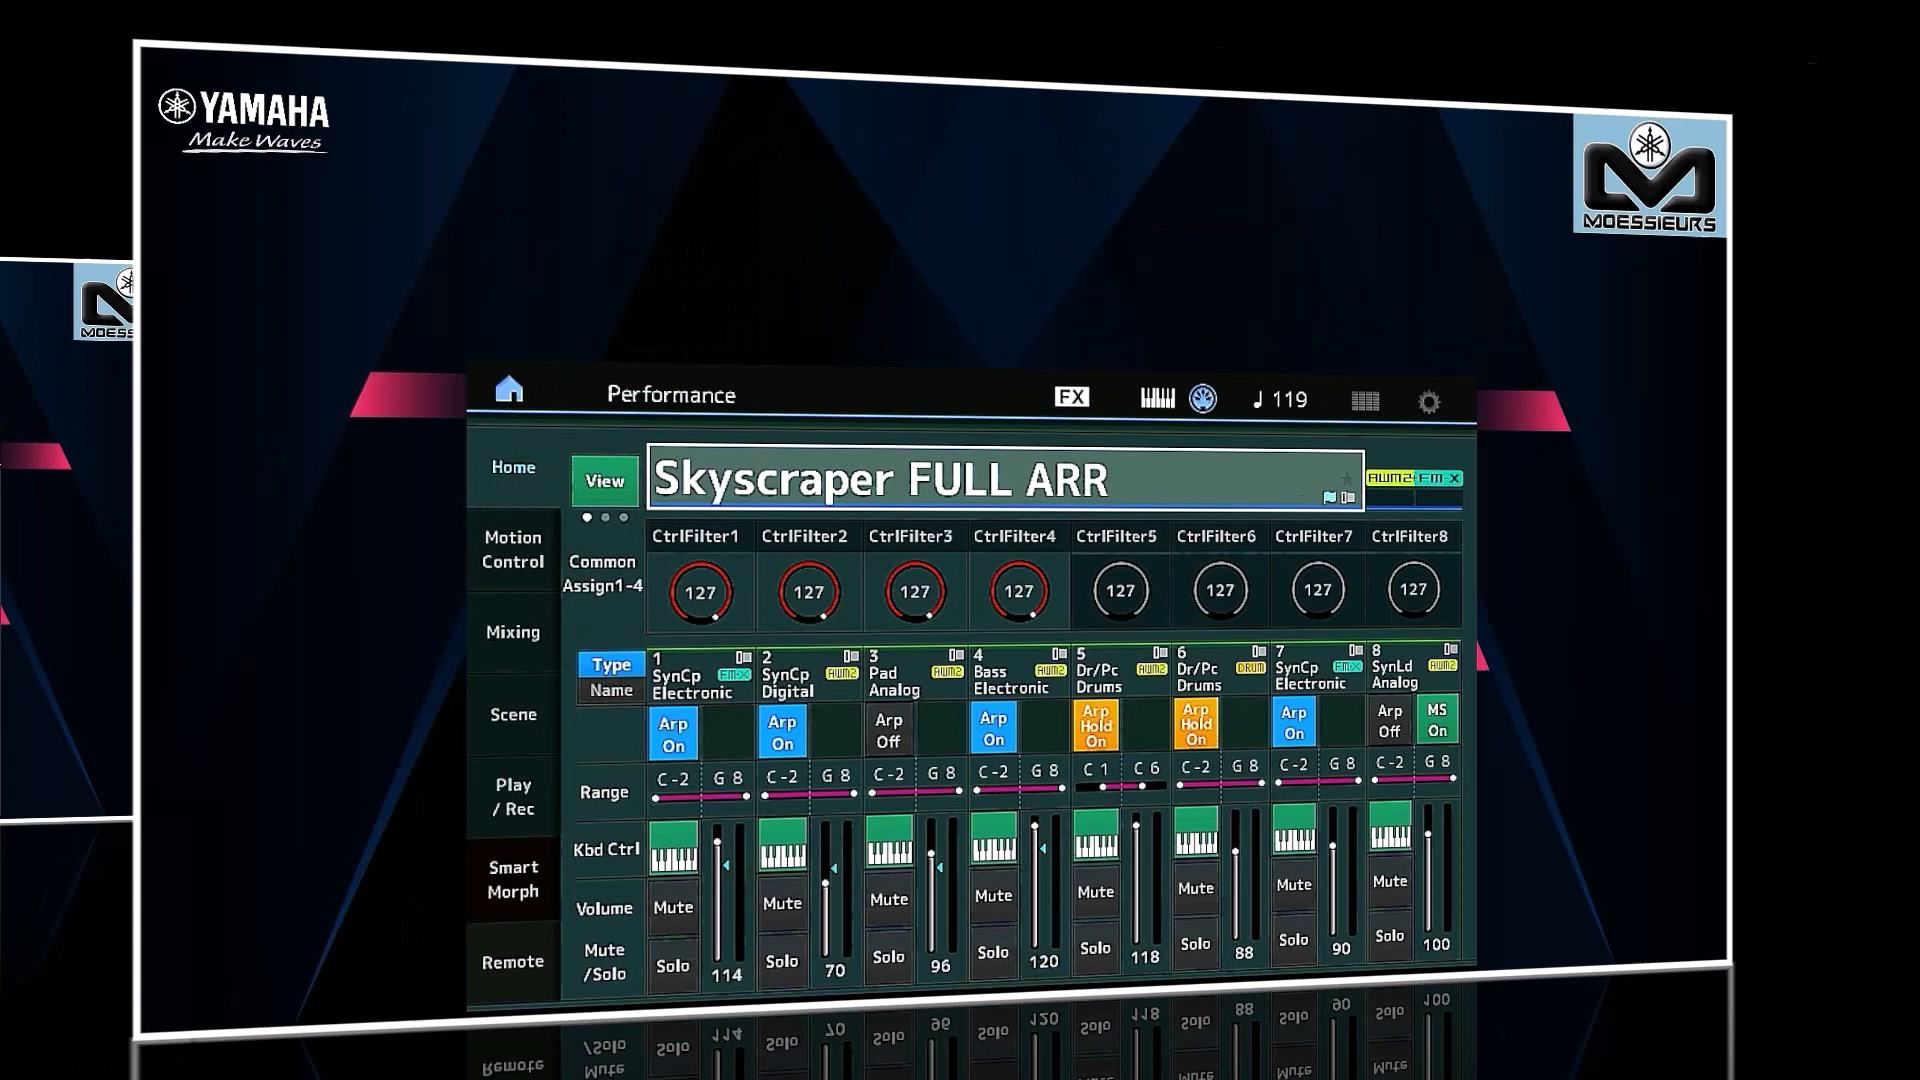 YAMAHA
Make Waves
MOESSIEURS
MOESS
Performance
FX
119
Home
View
Skyscraper FULL ARR
AWM2+FM-X
Motion
Control
Common
Assign1-4
CtrlFilter1 CtrlFilter2 CtrlFilter3 CtrlFilter4 CtrlFilter5 CtrlFilter6 CtrlFilter7 CtrlFilter8
127 127 127 127 127 127 127 127
Mixing
Type
Name
1 2 3 4 5 6 7 8
SynCp FM-X SynCp AWM2 Pad AWM2 Bass AWM2 Dr/Pc AWM2 Dr/Pc DRUM SynCp FM-X SynLd AWM2
Electronic Digital Analog Electronic Drums Drums Electronic Analog
Scene
Arp On Arp On Arp Off Arp On Arp Hold On Arp Hold On Arp On Arp Off MS On
Play
/ Rec
Range
C -2 G 8 C -2 G 8 C -2 G 8 C -2 G 8 C 1 C 6 C -2 G 8 C -2 G 8 C -2 G 8
Smart
Morph
Kbd Ctrl
Volume
Mute Mute Mute Mute Mute Mute Mute Mute
Remote
Mute
/Solo
Solo Solo Solo Solo Solo Solo Solo Solo
114 70 96 120 118 88 90 100